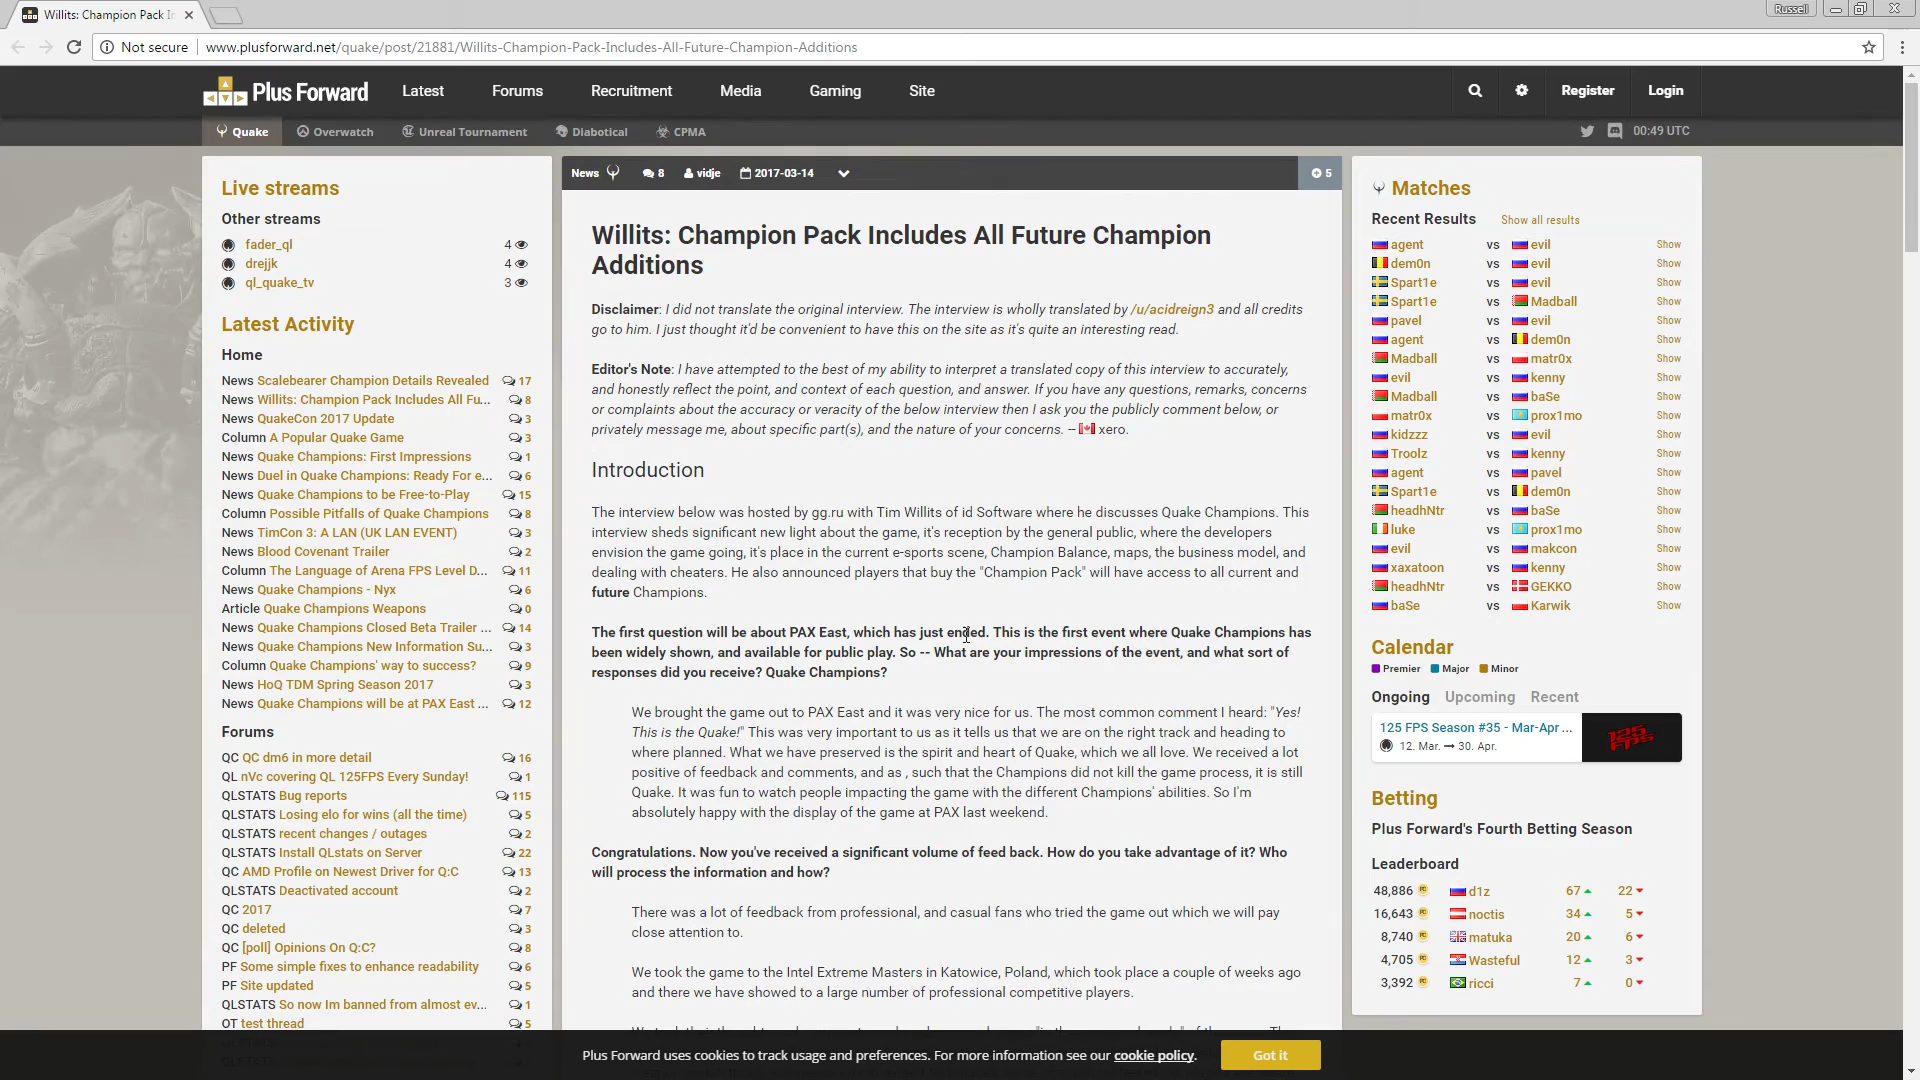 Willits: Champion Pack In
Russell
Not secure
www.plusforward.net/quake/post/21881/Willits-Champion-Pack-Includes-All-Future-Champion-Additions
Plus Forward
Latest
Forums
Recruitment
Media
Gaming
Site
Register
Login
Quake
Overwatch
Unreal Tournament
Diabotical
CPMA
00:49 UTC
Live streams
Other streams
fader_ql 4
drejjk 4
ql_quake_tv 3
Latest Activity
Home
News Scalebearer Champion Details Revealed 17
News Willits: Champion Pack Includes All Fu... 8
News QuakeCon 2017 Update 3
Column A Popular Quake Game 3
News Quake Champions: First Impressions 1
News Duel in Quake Champions: Ready For e... 6
News Quake Champions to be Free-to-Play 15
Column Possible Pitfalls of Quake Champions 8
News TimCon 3: A LAN (UK LAN EVENT) 3
News Blood Covenant Trailer 2
Column The Language of Arena FPS Level D... 11
News Quake Champions - Nyx 6
Article Quake Champions Weapons 0
News Quake Champions Closed Beta Trailer ... 14
News Quake Champions New Information Su... 3
Column Quake Champions' way to success? 9
News HoQ TDM Spring Season 2017 3
News Quake Champions will be at PAX East ... 12
Forums
QC QC dm6 in more detail 16
QL nVc covering QL 125FPS Every Sunday! 1
QLSTATS Bug reports 115
QLSTATS Losing elo for wins (all the time) 5
QLSTATS recent changes / outages 2
QLSTATS Install QLstats on Server 22
QC AMD Profile on Newest Driver for Q:C 13
QLSTATS Deactivated account 2
QC 2017 7
QC deleted 3
QC [poll] Opinions On Q:C? 8
PF Some simple fixes to enhance readability 6
PF Site updated 5
QLSTATS So now Im banned from almost ev... 1
OT test thread 5
News 8 vidje 2017-03-14 5
Willits: Champion Pack Includes All Future Champion
Additions
Disclaimer: I did not translate the original interview. The interview is wholly translated by /u/acidreign3 and all credits
go to him. I just thought it'd be convenient to have this on the site as it's quite an interesting read.
Editor's Note: I have attempted to the best of my ability to interpret a translated copy of this interview to accurately,
and honestly reflect the point, and context of each question, and answer. If you have any questions, remarks, concerns
or complaints about the accuracy or veracity of the below interview then I ask you the publicly comment below, or
privately message me, about specific part(s), and the nature of your concerns. -- xero.
Introduction
The interview below was hosted by gg.ru with Tim Willits of id Software where he discusses Quake Champions. This
interview sheds significant new light about the game, it's reception by the general public, where the developers
envision the game going, it's place in the current e-sports scene, Champion Balance, maps, the business model, and
dealing with cheaters. He also announced players that buy the "Champion Pack" will have access to all current and
future Champions.
The first question will be about PAX East, which has just ended. This is the first event where Quake Champions has
been widely shown, and available for public play. So -- What are your impressions of the event, and what sort of
responses did you receive? Quake Champions?
We brought the game out to PAX East and it was very nice for us. The most common comment I heard: "Yes!
This is the Quake!" This was very important to us as it tells us that we are on the right track and heading to
where planned. What we have preserved is the spirit and heart of Quake, which we all love. We received a lot
positive of feedback and comments, and as , such that the Champions did not kill the game process, it is still
Quake. It was fun to watch people impacting the game with the different Champions' abilities. So I'm
absolutely happy with the display of the game at PAX last weekend.
Congratulations. Now you've received a significant volume of feed back. How do you take advantage of it? Who
will process the information and how?
There was a lot of feedback from professional, and casual fans who tried the game out which we will pay
close attention to.
We took the game to the Intel Extreme Masters in Katowice, Poland, which took place a couple of weeks ago
and there we have showed to a large number of professional competitive players.
Matches
Recent Results Show all results
agent vs evil Show
dem0n vs evil Show
Spart1e vs evil Show
Spart1e vs Madball Show
pavel vs evil Show
agent vs dem0n Show
Madball vs matr0x Show
evil vs kenny Show
Madball vs baSe Show
matr0x vs prox1mo Show
kidzzz vs evil Show
Troolz vs kenny Show
agent vs pavel Show
Spart1e vs dem0n Show
headhNtr vs baSe Show
luke vs prox1mo Show
evil vs makcon Show
xaxatoon vs kenny Show
headhNtr vs GEKKO Show
baSe vs Karwik Show
Calendar
Premier Major Minor
Ongoing Upcoming Recent
125 FPS Season #35 - Mar-Apr ...
12. Mar. → 30. Apr.
125 FPS
Betting
Plus Forward's Fourth Betting Season
Leaderboard
48,886 d1z 67 22
16,643 noctis 34 5
8,740 matuka 20 6
4,705 Wasteful 12 3
3,392 ricci 7 0
Plus Forward uses cookies to track usage and preferences. For more information see our cookie policy.
Got it